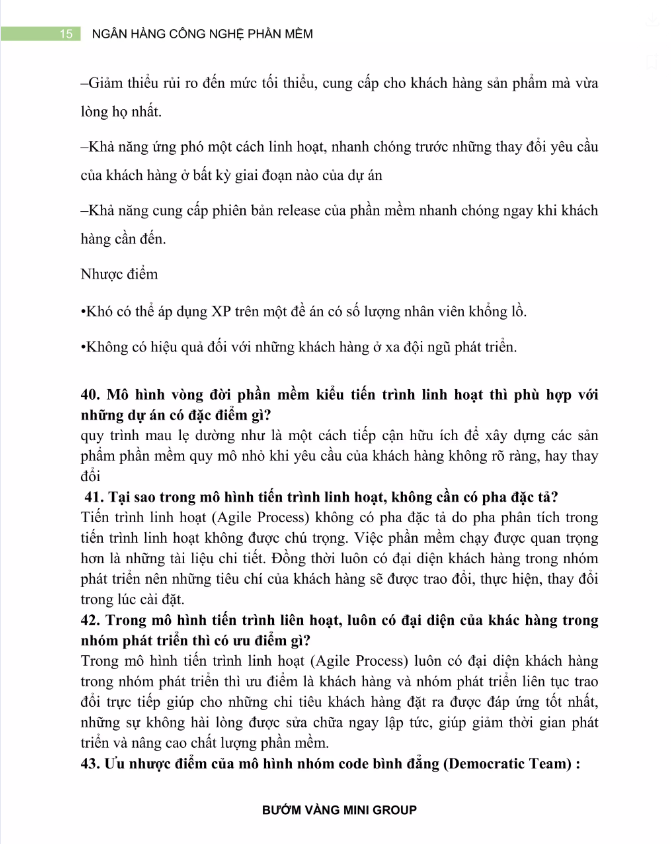 15 NGÂN HÀNG CÔNG NGHỆ PHẦN MỀM
–Giảm thiểu rủi ro đến mức tối thiểu, cung cấp cho khách hàng sản phẩm mà vừa
lòng họ nhất.
–Khả năng ứng phó một cách linh hoạt, nhanh chóng trước những thay đổi yêu cầu
của khách hàng ở bất kỳ giai đoạn nào của dự án
–Khả năng cung cấp phiên bản release của phần mềm nhanh chóng ngay khi khách
hàng cần đến.
Nhược điểm
•Khó có thể áp dụng XP trên một đề án có số lượng nhân viên khổng lồ.
•Không có hiệu quả đối với những khách hàng ở xa đội ngũ phát triển.
40. Mô hình vòng đời phần mềm kiểu tiến trình linh hoạt thì phù hợp với
những dự án có đặc điểm gì?
quy trình mau lẹ dường như là một cách tiếp cận hữu ích để xây dựng các sản
phẩm phần mềm quy mô nhỏ khi yêu cầu của khách hàng không rõ ràng, hay thay
đổi
41. Tại sao trong mô hình tiến trình linh hoạt, không cần có pha đặc tả?
Tiến trình linh hoạt (Agile Process) không có pha đặc tả do pha phân tích trong
tiến trình linh hoạt không được chú trọng. Việc phần mềm chạy được quan trọng
hơn là những tài liệu chi tiết. Đồng thời luôn có đại diện khách hàng trong nhóm
phát triển nên những tiêu chí của khách hàng sẽ được trao đổi, thực hiện, thay đổi
trong lúc cài đặt.
42. Trong mô hình tiến trình liên hoạt, luôn có đại diện của khác hàng trong
nhóm phát triển thì có ưu điểm gì?
Trong mô hình tiến trình linh hoạt (Agile Process) luôn có đại diện khách hàng
trong nhóm phát triển thì ưu điểm là khách hàng và nhóm phát triển liên tục trao
đổi trực tiếp giúp cho những chi tiêu khách hàng đặt ra được đáp ứng tốt nhất,
những sự không hài lòng được sửa chữa ngay lập tức, giúp giảm thời gian phát
triển và nâng cao chất lượng phần mềm.
43. Ưu nhược điểm của mô hình nhóm code bình đẳng (Democratic Team) :
BƯỚM VÀNG MINI GROUP